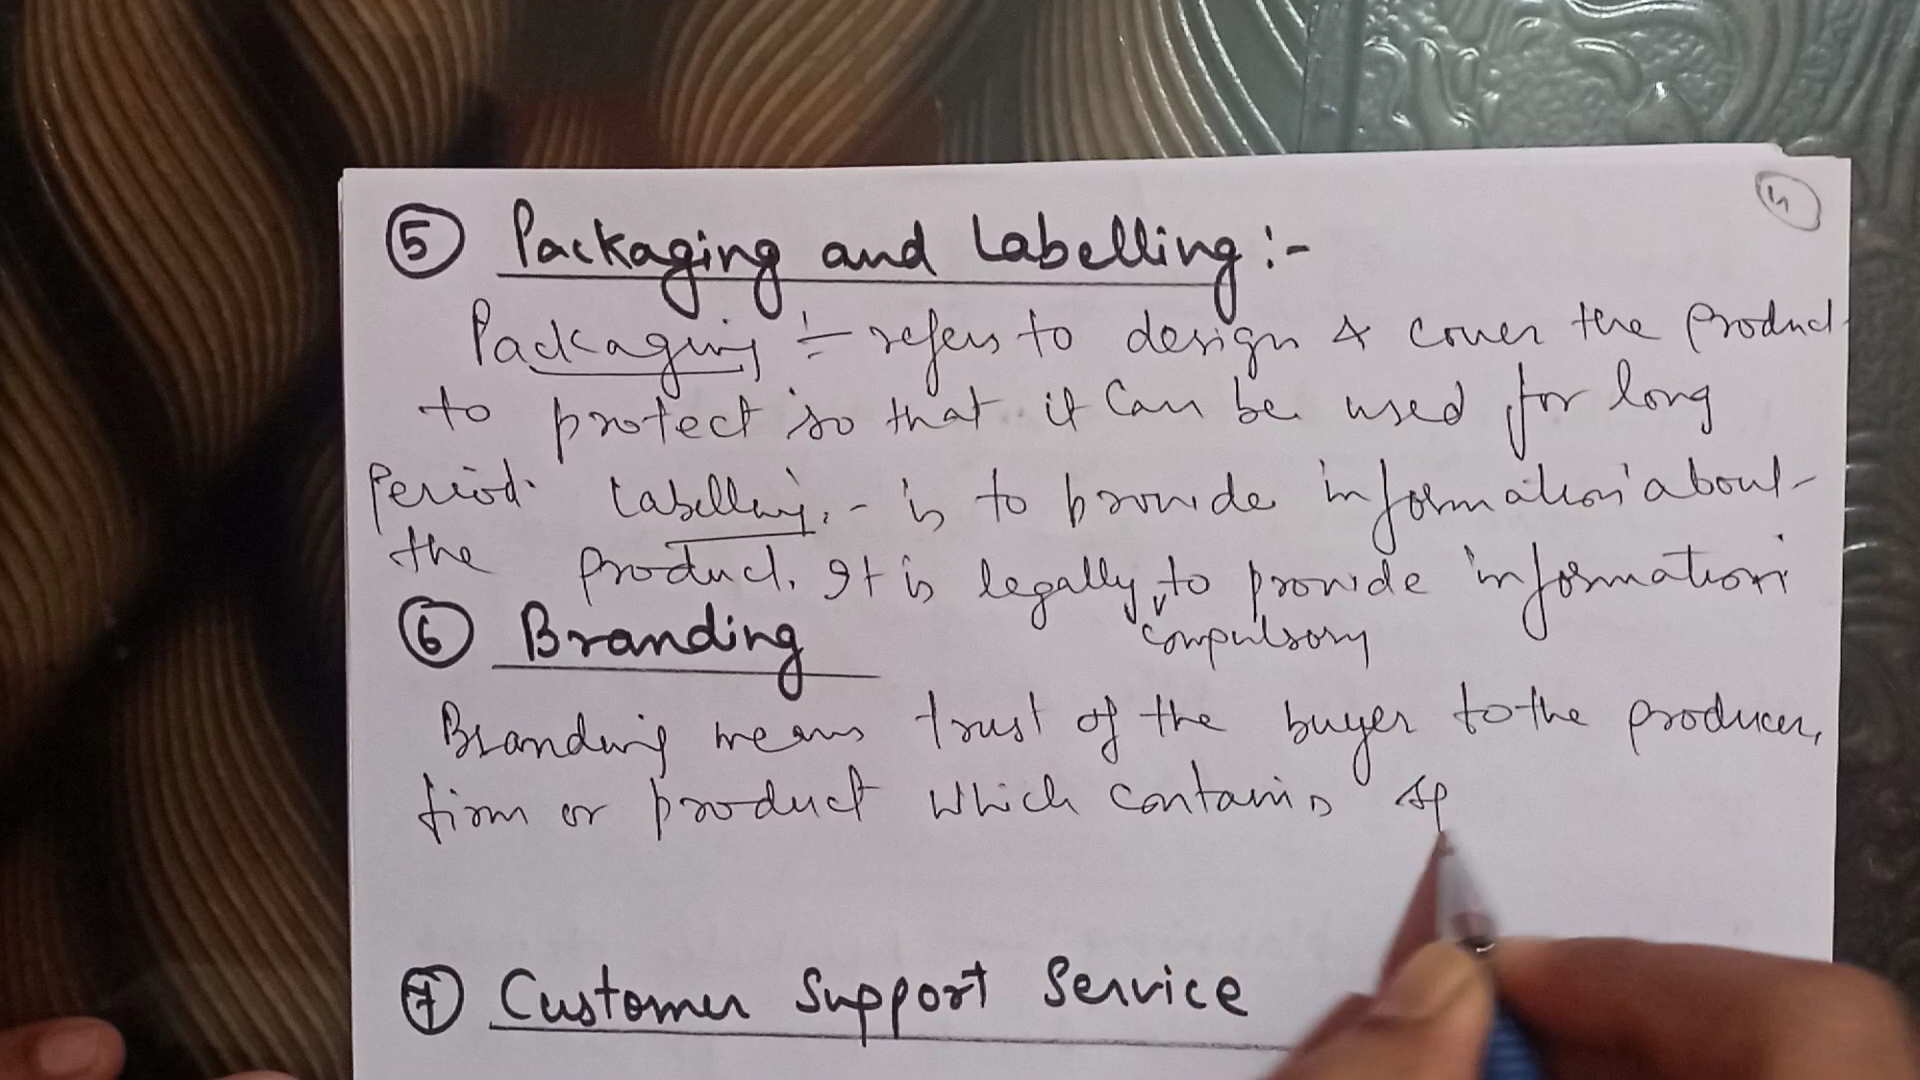 4
⑤ Packaging and Labelling:-
Packaging :- refers to design & cover the product
to protect so that it can be used for long
Period. Labelling:- is to provide information about
the product. It is legally to provide information
compulsory
⑥ Branding
Branding means trust of the buyer to the producer,
firm or product which contains sp
⑦ Customer Support Service